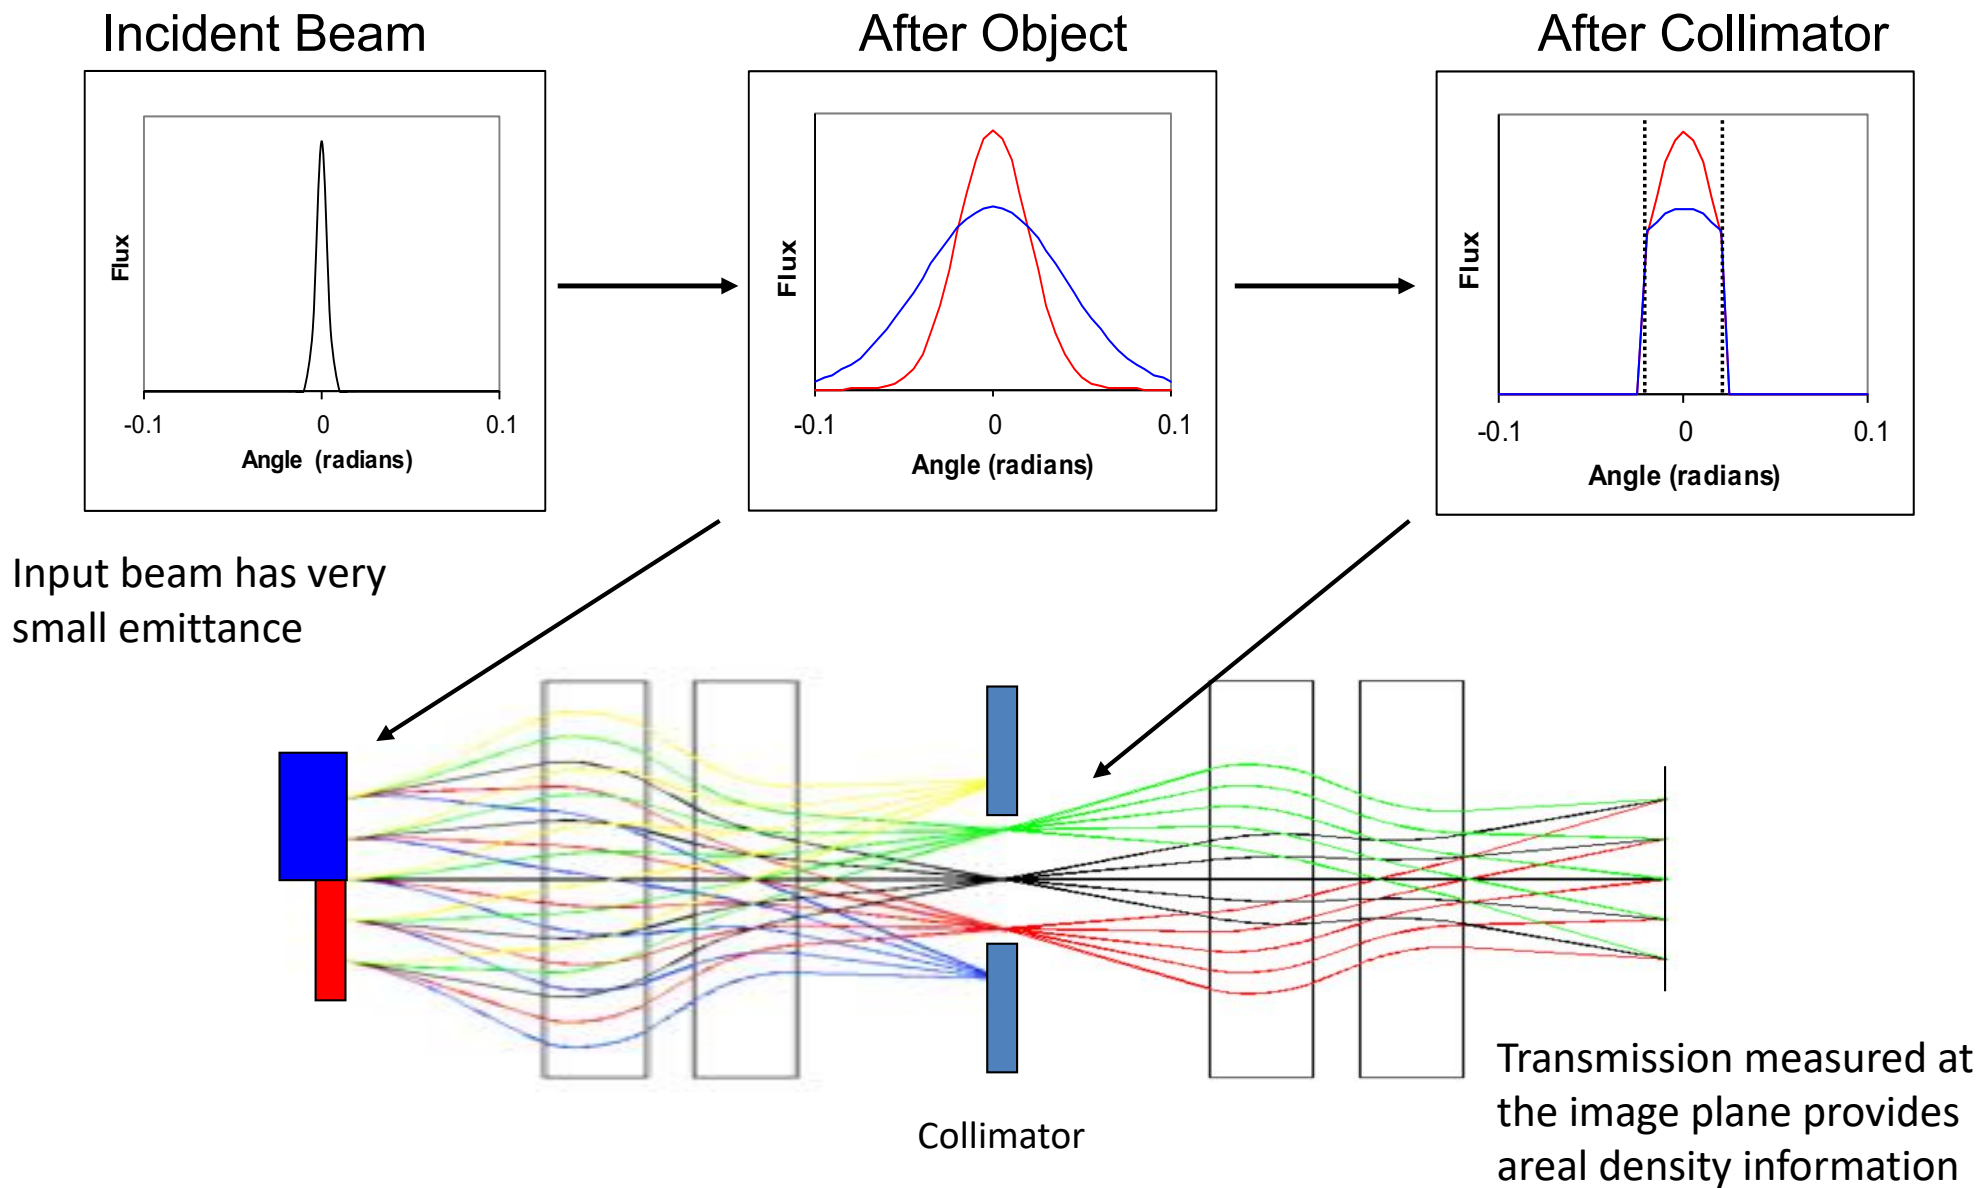 Incident Beam
After Object
After Collimator
Flux
-0.1
0
0.1
Angle (radians)
Flux
-0.1
0
0.1
Angle (radians)
Flux
-0.1
0
0.1
Angle (radians)
Input beam has very
small emittance
Collimator
Transmission measured at
the image plane provides
areal density information